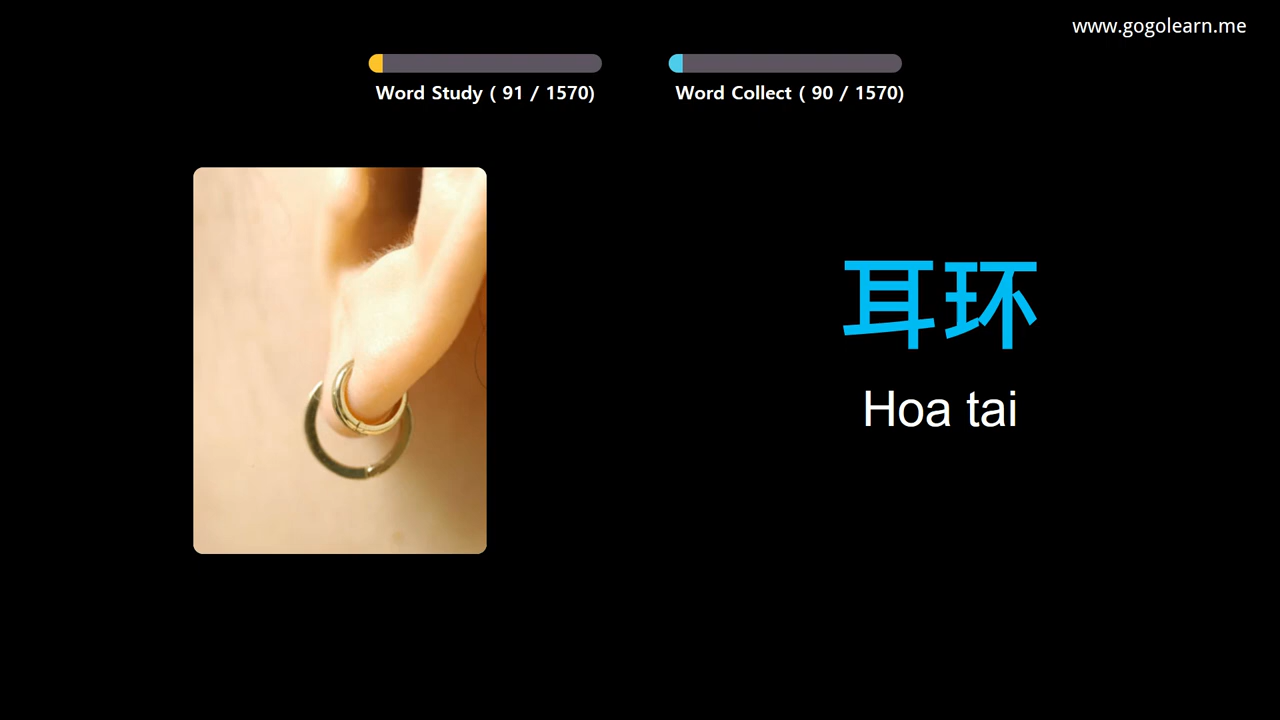 www.gogolearn.me
Word Study ( 91 / 1570)
Word Collect ( 90 / 1570)
耳环
Hoa tai